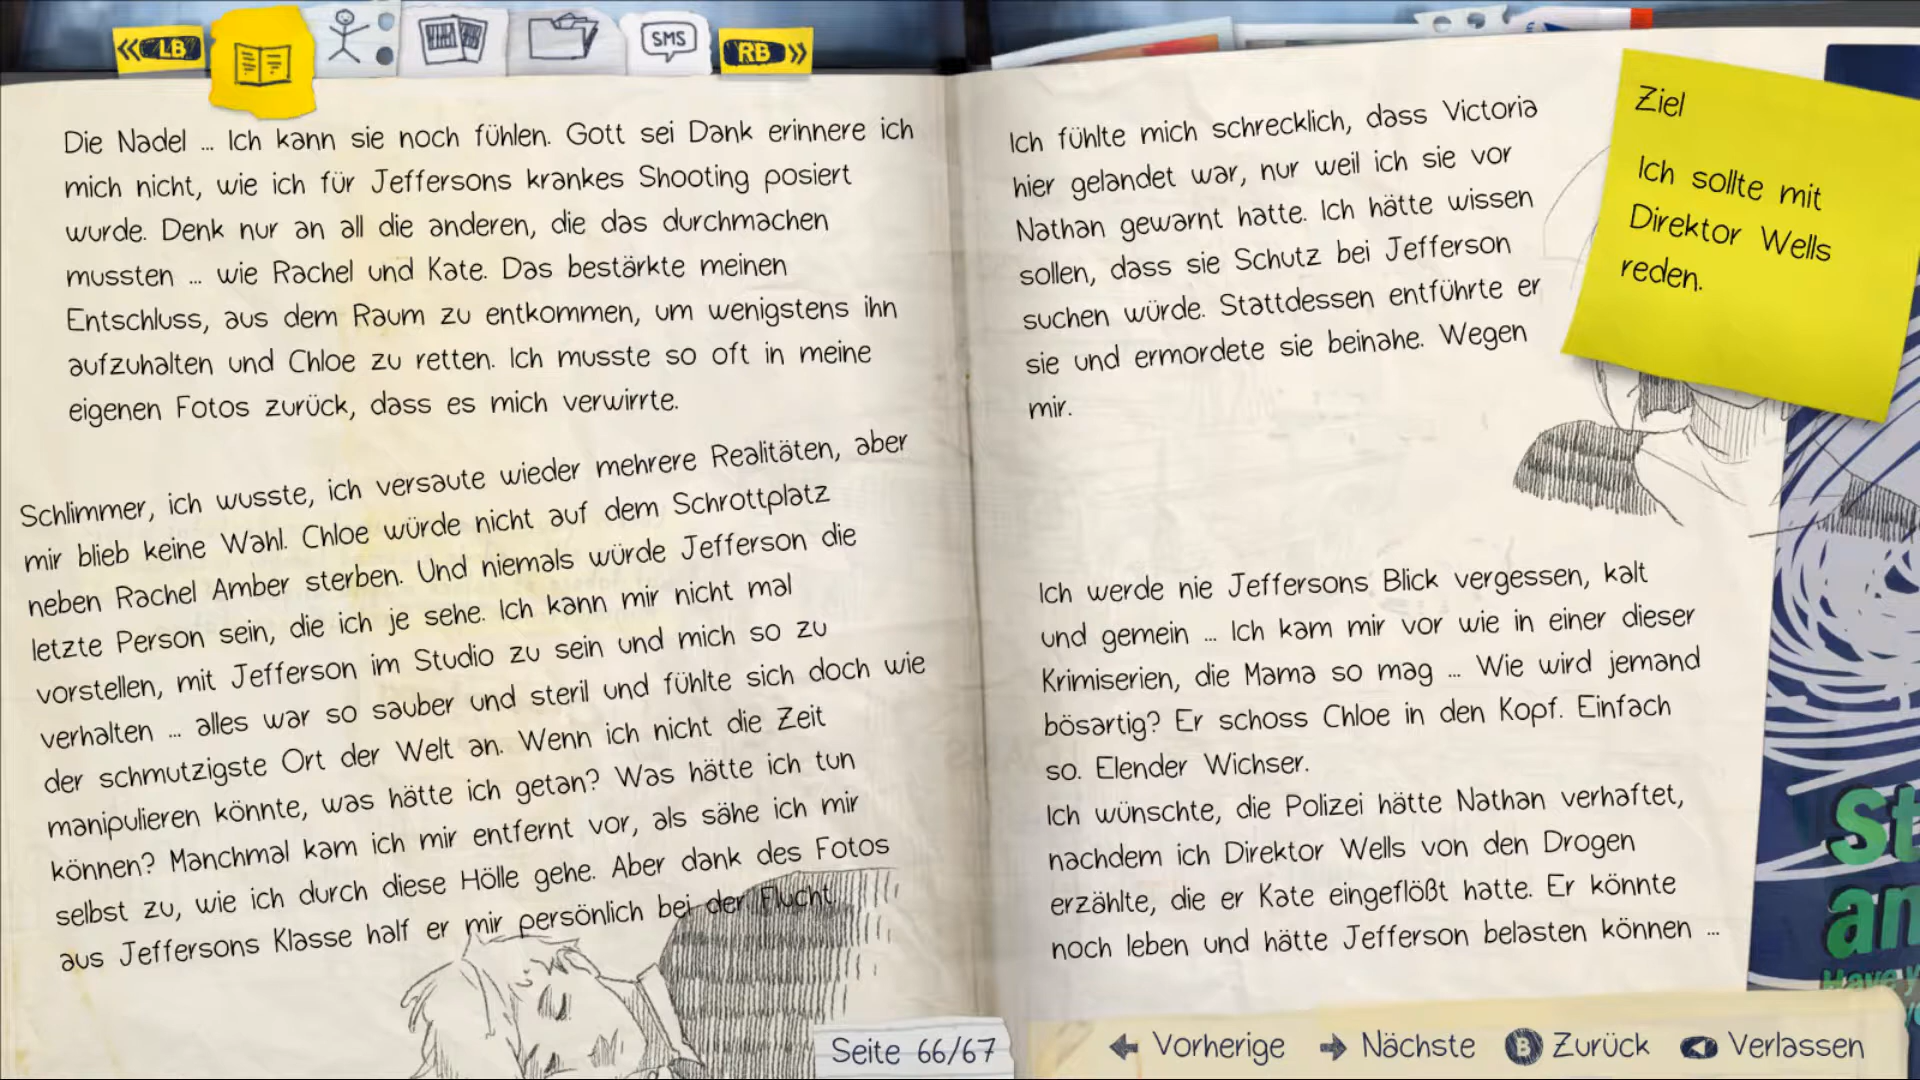 LB
SMS
RB
Die Nadel ... Ich kann sie noch fühlen. Gott sei Dank erinnere ich
mich nicht, wie ich für Jeffersons krankes Shooting posiert
wurde. Denk nur an all die anderen, die das durchmachen
mussten ... wie Rachel und Kate. Das bestärkte meinen
Entschluss, aus dem Raum zu entkommen, um wenigstens ihn
aufzuhalten und Chloe zu retten. Ich musste so oft in meine
eigenen Fotos zurück, dass es mich verwirrte.
Schlimmer, ich wusste, ich versaute wieder mehrere Realitäten, aber
mir blieb keine Wahl. Chloe würde nicht auf dem Schrottplatz
neben Rachel Amber sterben. Und niemals würde Jefferson die
letzte Person sein, die ich je sehe. Ich kann mir nicht mal
vorstellen, mit Jefferson im Studio zu sein und mich so zu
verhalten ... alles war so sauber und steril und fühlte sich doch wie
der schmutzigste Ort der Welt an. Wenn ich nicht die Zeit
manipulieren könnte, was hätte ich getan? Was hätte ich tun
können? Manchmal kam ich mir entfernt vor, als sähe ich mir
selbst zu, wie ich durch diese Hölle gehe. Aber dank des Fotos
aus Jeffersons Klasse half er mir persönlich bei der Flucht.
Ich fühlte mich schrecklich, dass Victoria
hier gelandet war, nur weil ich sie vor
Nathan gewarnt hatte. Ich hätte wissen
sollen, dass sie Schutz bei Jefferson
suchen würde. Stattdessen entführte er
sie und ermordete sie beinahe. Wegen
mir.
Ich werde nie Jeffersons Blick vergessen, kalt
und gemein ... Ich kam mir vor wie in einer dieser
Krimiserien, die Mama so mag ... Wie wird jemand
bösartig? Er schoss Chloe in den Kopf. Einfach
so. Elender Wichser.
Ich wünschte, die Polizei hätte Nathan verhaftet,
nachdem ich Direktor Wells von den Drogen
erzählte, die er Kate eingeflößt hatte. Er könnte
noch leben und hätte Jefferson belasten können ...
Ziel
Ich sollte mit
Direktor Wells
reden.
st
an
Have y
Seite 66/67
Vorherige
Nächste
B Zurück
Verlassen